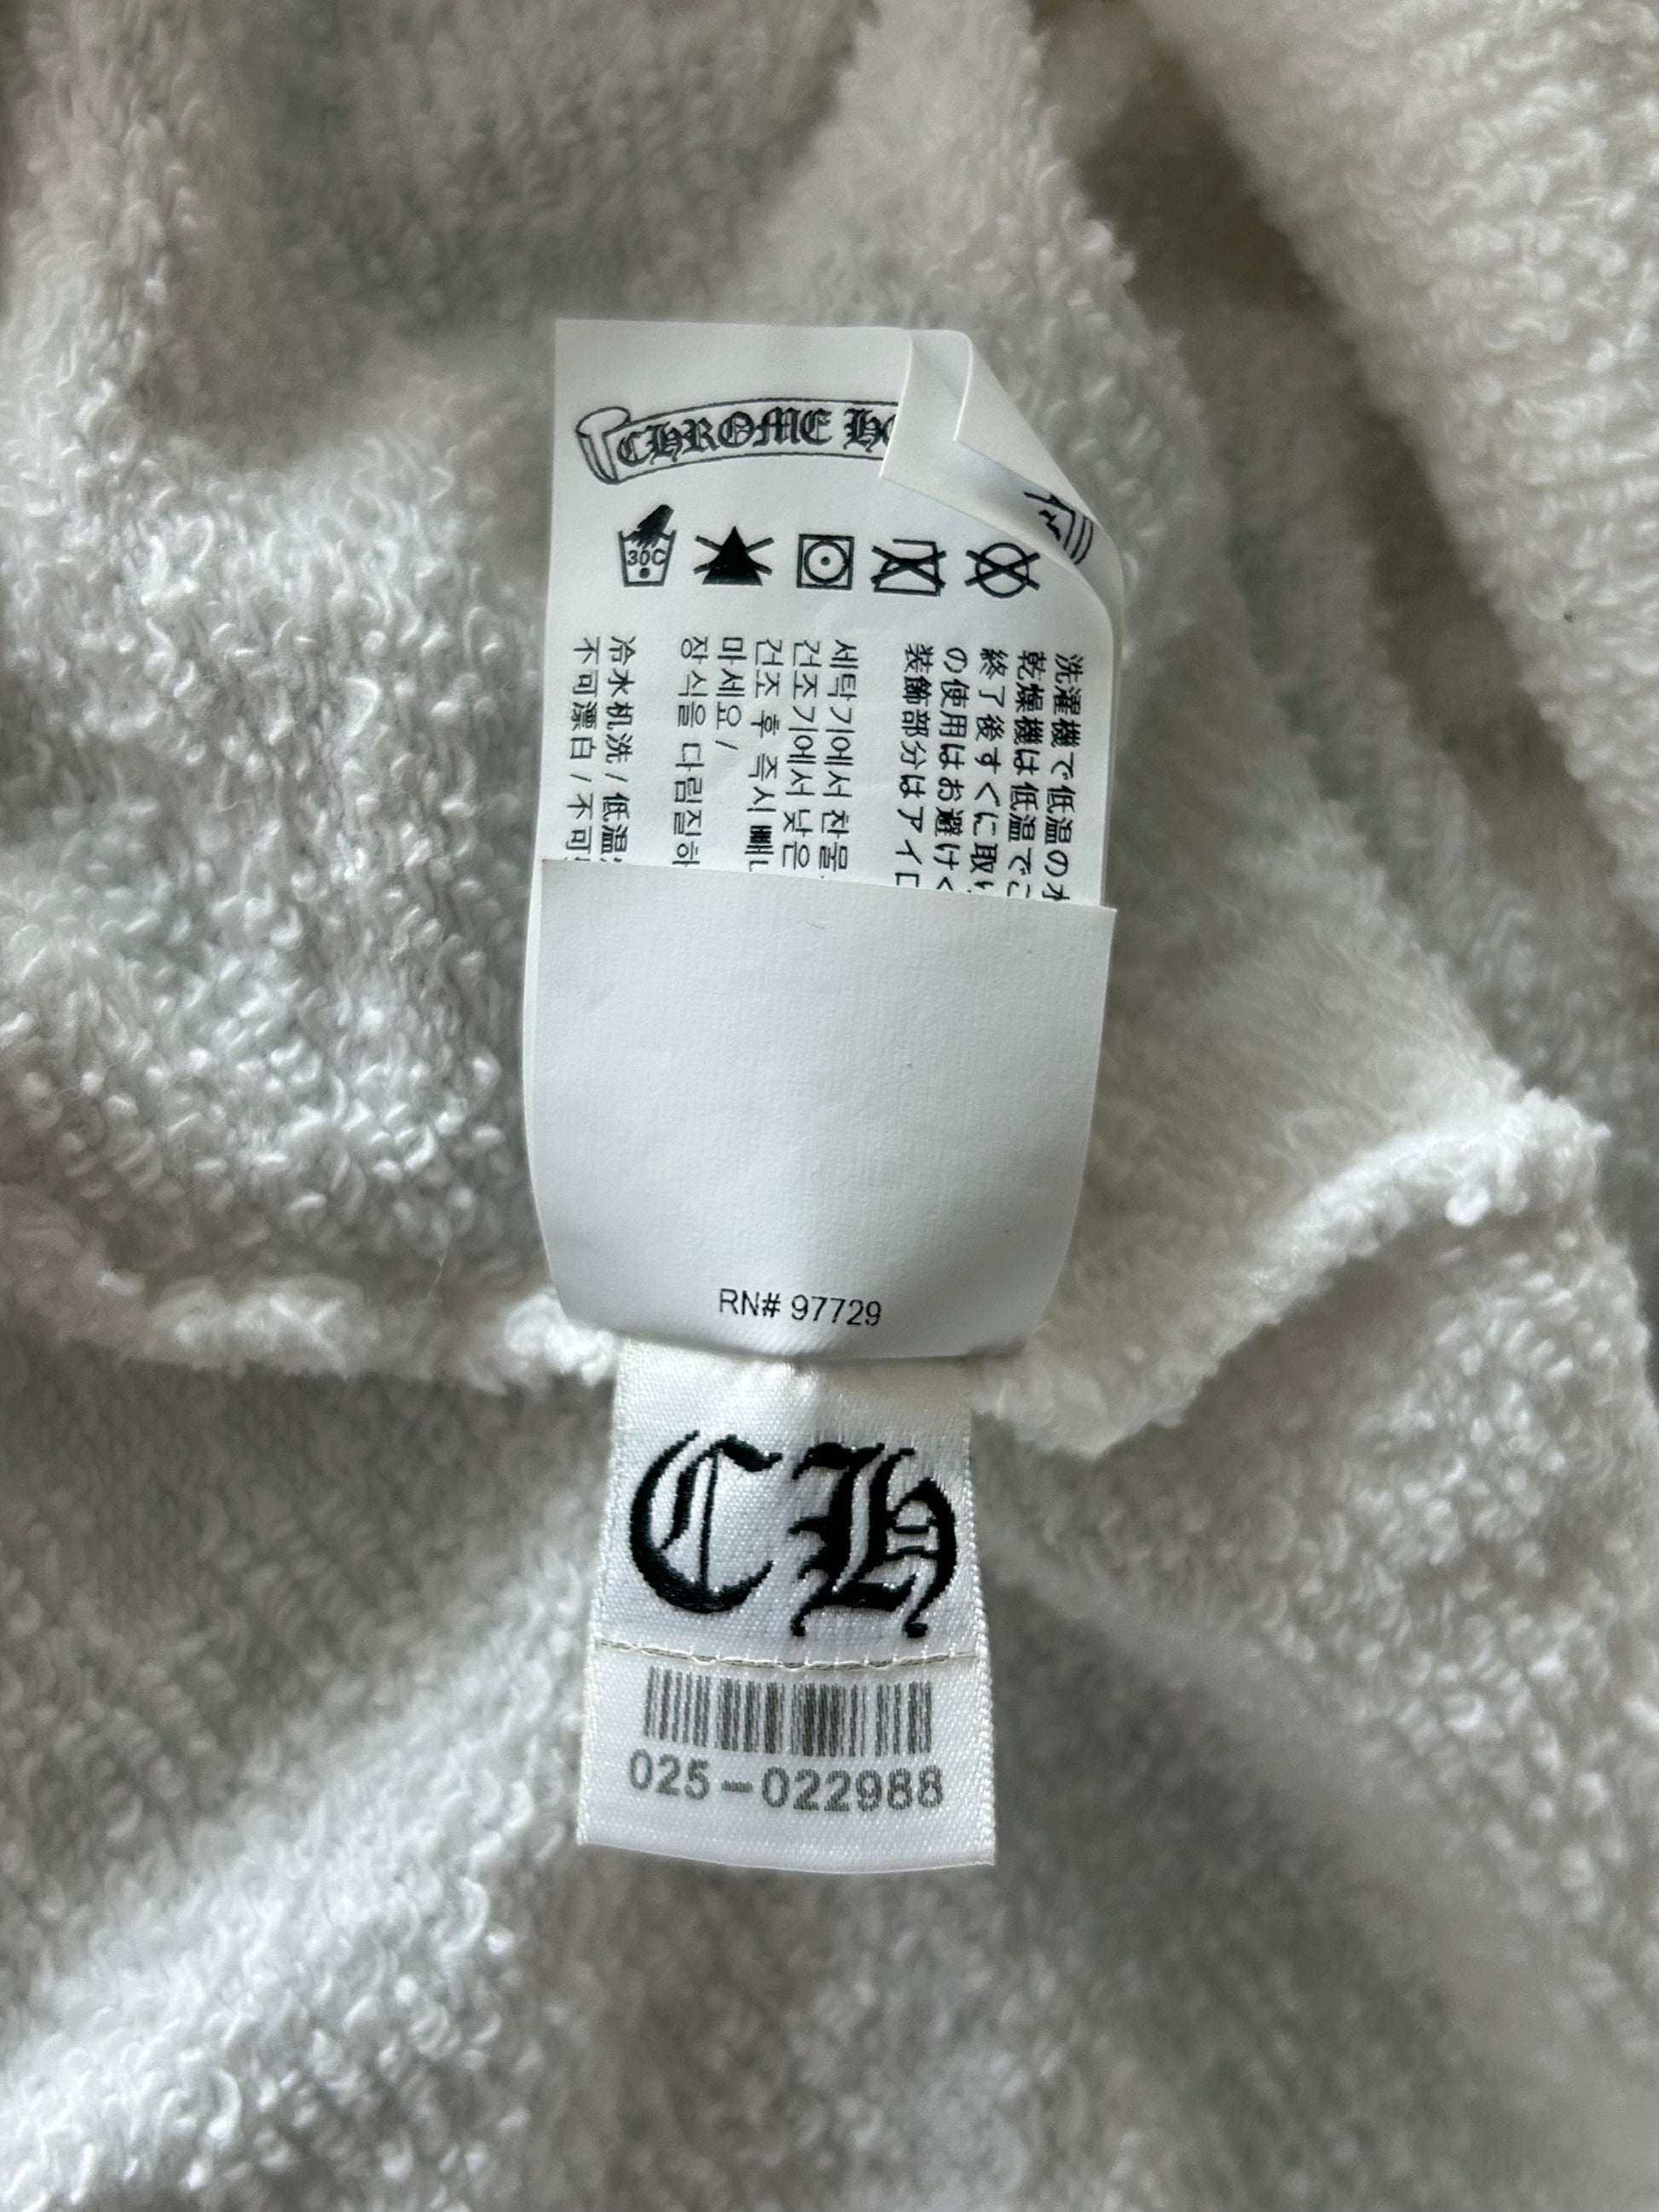 CHROME
30C
洗濯機で低温の
乾燥機は低温で
終了後すぐに取
の使用はお避け
装飾部分はアイロ
세탁기에서 찬물
건조기에서 낮은
건조 후 즉시 빼
마세요 /
장식을 다림질하
冷水机洗 / 低温
不可漂白 / 不可
RN# 97729
CH
025-022988